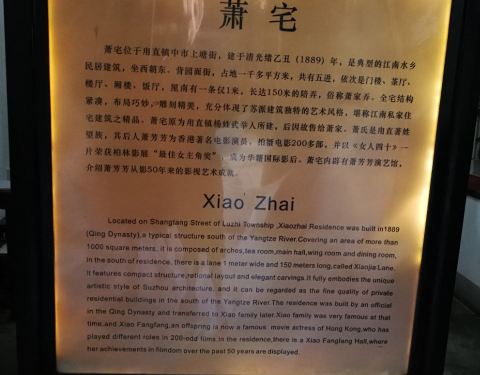 萧宅
萧宅位于甪直镇中市上塘街，建于清光绪乙丑（1889）年，是典型的江南水乡
民居建筑，坐西朝东。背园面街，占地一千多平方米，共有五进，依次是门楼、茶厅、
楼厅、厢楼、饭厅，屋南有一条仅1米，长达150米的陪弄，俗称萧家弄。全宅结构
紧凑，布局巧妙，雕刻精美，充分体现了苏派建筑独特的艺术风格，堪称江南私家住
宅建筑之精品。萧宅原为甪直镇杨姓武举人所建，后因故售给萧家。萧氏是甪直著姓
望族，其后人萧芳芳为香港著名电影演员，拍摄电影200多部，并以《女人四十》一
片荣获柏林影展“最佳女主角奖”，成为华籍国际影后。萧宅内辟有萧芳芳演艺馆，
介绍萧芳芳从影50年来的影视艺术成就。
Xiao Zhai
Located on Shangtang Street of Luzhi Township ,Xiaozhai Residence was built in1889
(Qing Dynasty),a typical structure south of the Yangtze River.Covering an area of more than
1000 square meters, it is composed of arches,tea room,main hall,wing room and dining room,
In the south of residence, there is a lane 1 meter wide and 150 meters long,called Xiaojia Lane.
It features compact structure,rational layout and elegant carvings.It fully embodies the unique
artistic style of Suzhou architecture, and it can be regarded as the fine quality of private
residential buildings in the south of the Yangtze River.The residence was built by an official
in the Qing Dynasty and transferred to Xiao family later.Xiao family was very famous at that
time,and Xiao Fangfang,an offspring is now a famous movie actress of Hong Kong,who has
played different roles in 200-odd films.In the residence,there is a Xiao Fangfang Hall,where
her achievements in filmdom over the past 50 years are displayed.